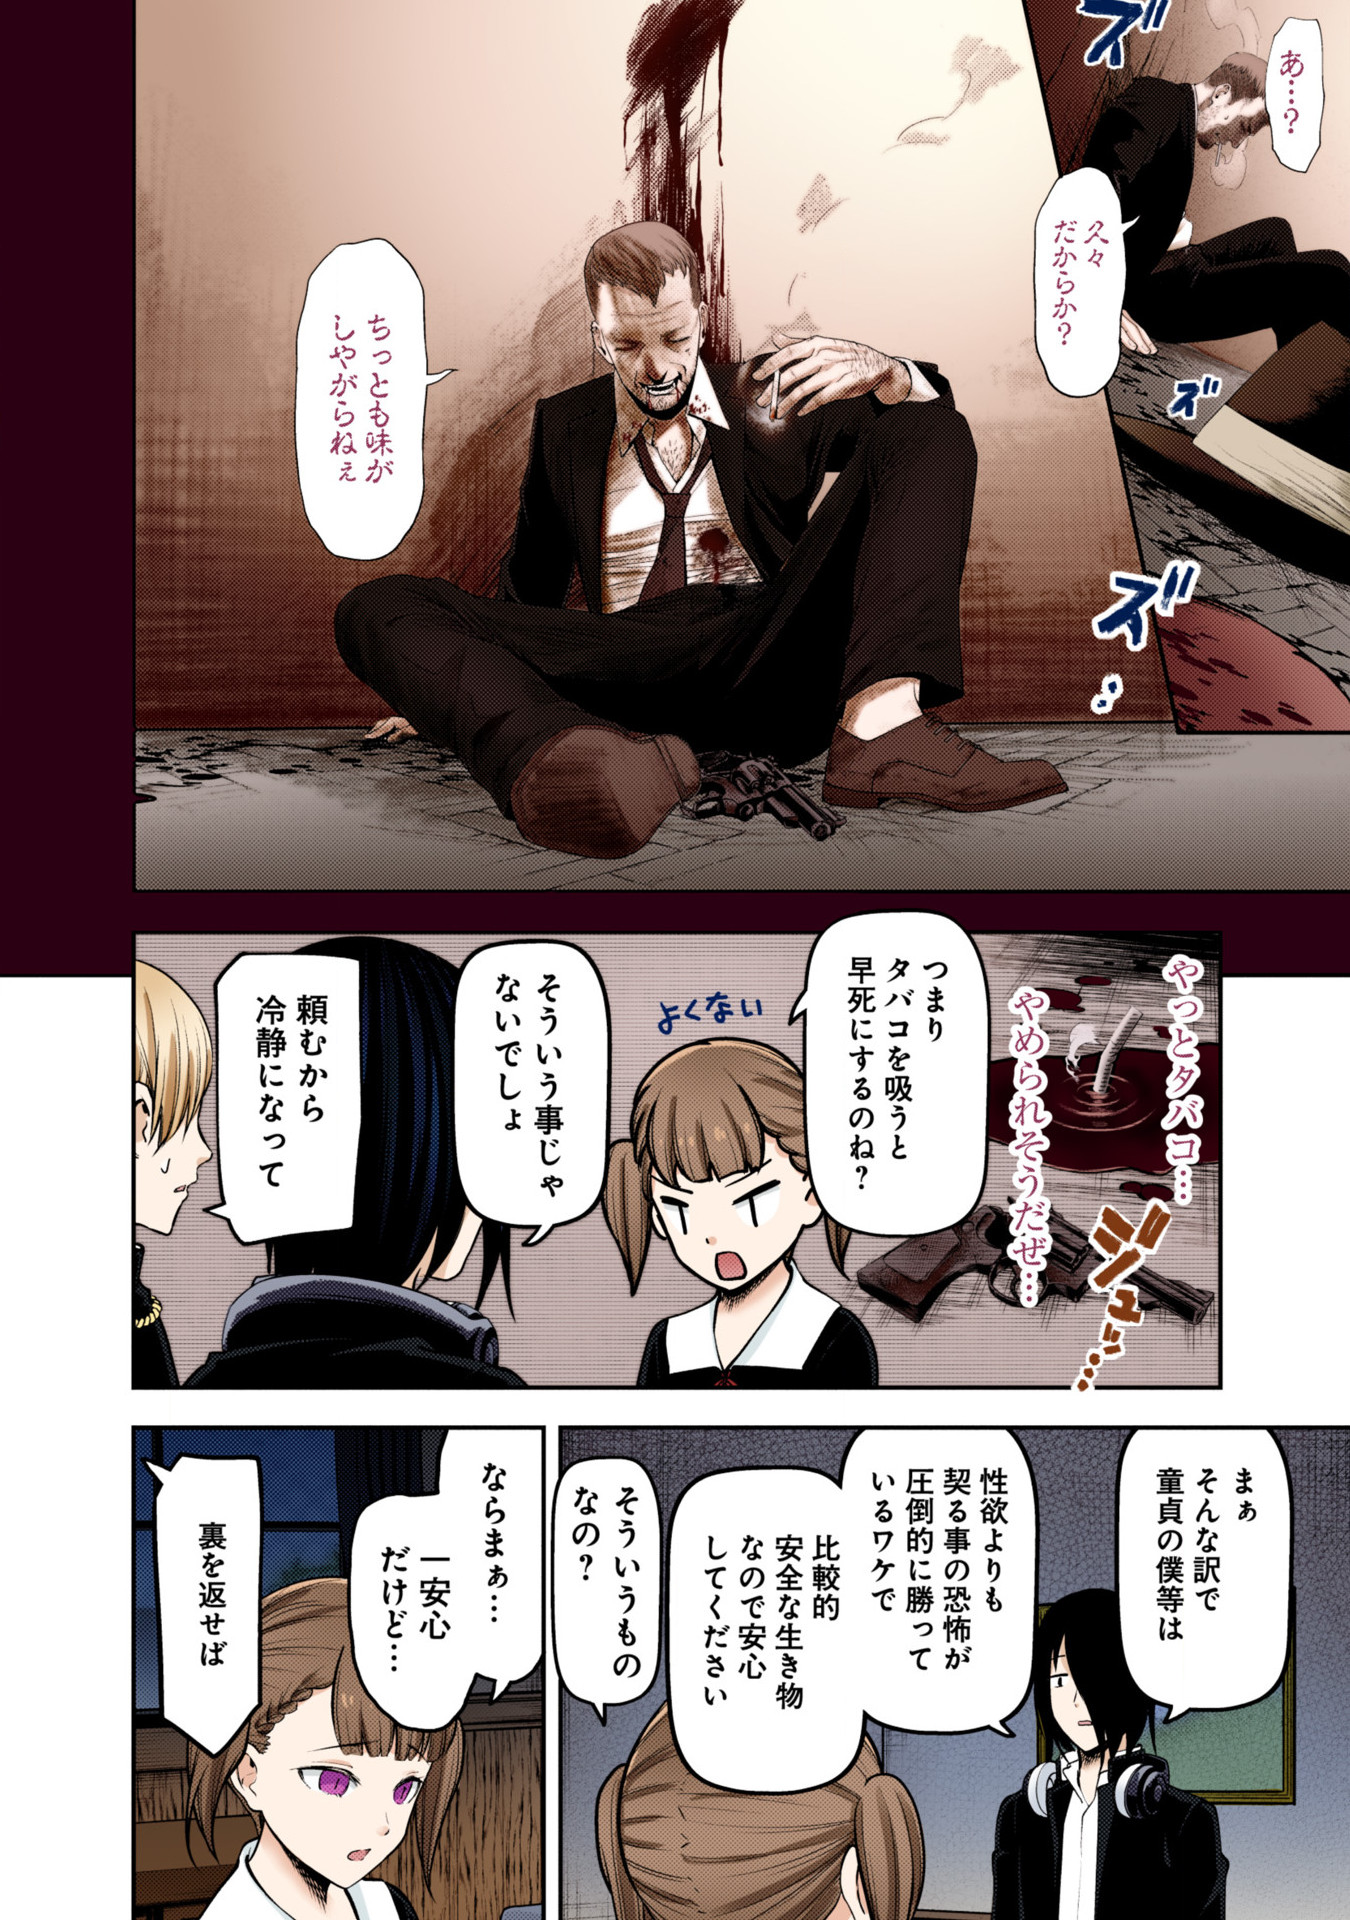 ズ
あ…？
久々
だからか？
ズ
ズ…
ちっとも味が
しやがらねぇ
やっとタバコ…
やめられそうだぜ…
ジュッ…
つまり
タバコを吸うと
早死にするのね？
よくない
そういう事じゃ
ないでしょ
頼むから
冷静になって
まぁ
そんな訳で
童貞の僕等は
性欲よりも
契る事の恐怖が
圧倒的に勝って
いるワケで
比較的
安全な生き物
なので安心
してください
そういうもの
なの？
ならまぁ…
一安心
だけど…
裏を返せば